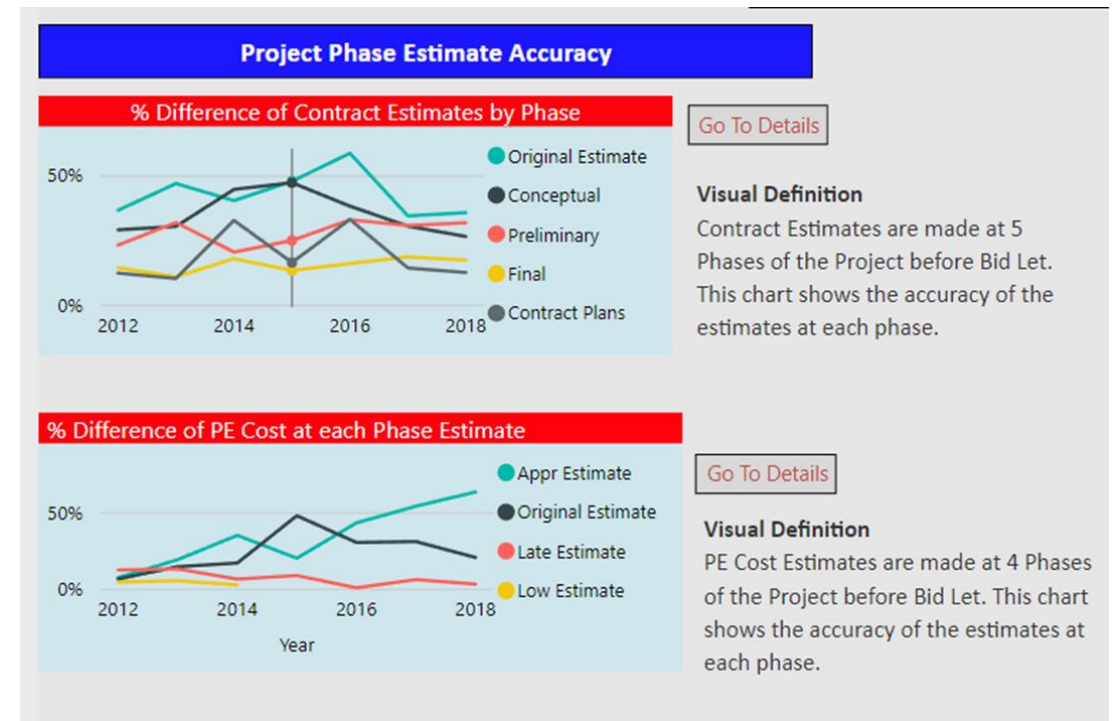 Project Phase Estimate Accuracy
% Difference of Contract Estimates by Phase
50%
0%
2012 2014 2016 2018
Original Estimate
Conceptual
Preliminary
Final
Contract Plans
Go To Details
Visual Definition
Contract Estimates are made at 5
Phases of the Project before Bid Let.
This chart shows the accuracy of the
estimates at each phase.
% Difference of PE Cost at each Phase Estimate
50%
0%
2012 2014 2016 2018
Year
Appr Estimate
Original Estimate
Late Estimate
Low Estimate
Go To Details
Visual Definition
PE Cost Estimates are made at 4 Phases
of the Project before Bid Let. This chart
shows the accuracy of the estimates at
each phase.